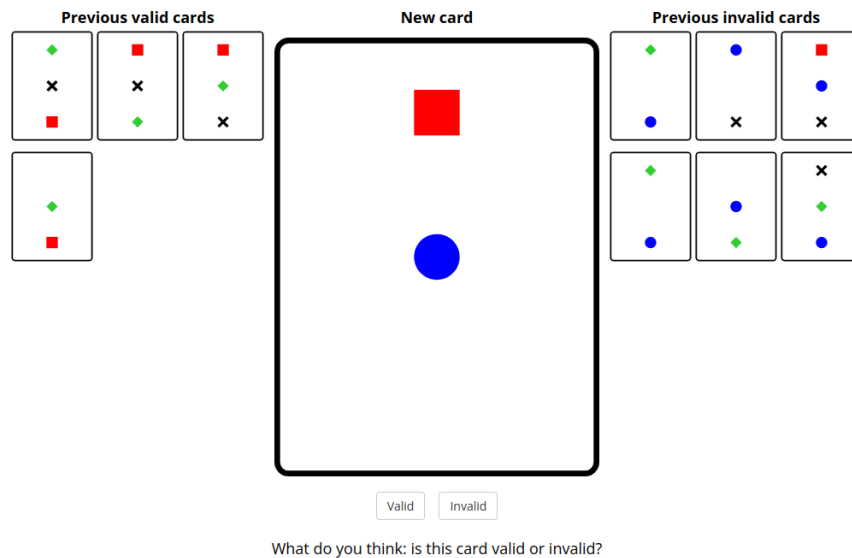 Previous valid cards
New card
Previous invalid cards
Valid
Invalid
What do you think: is this card valid or invalid?